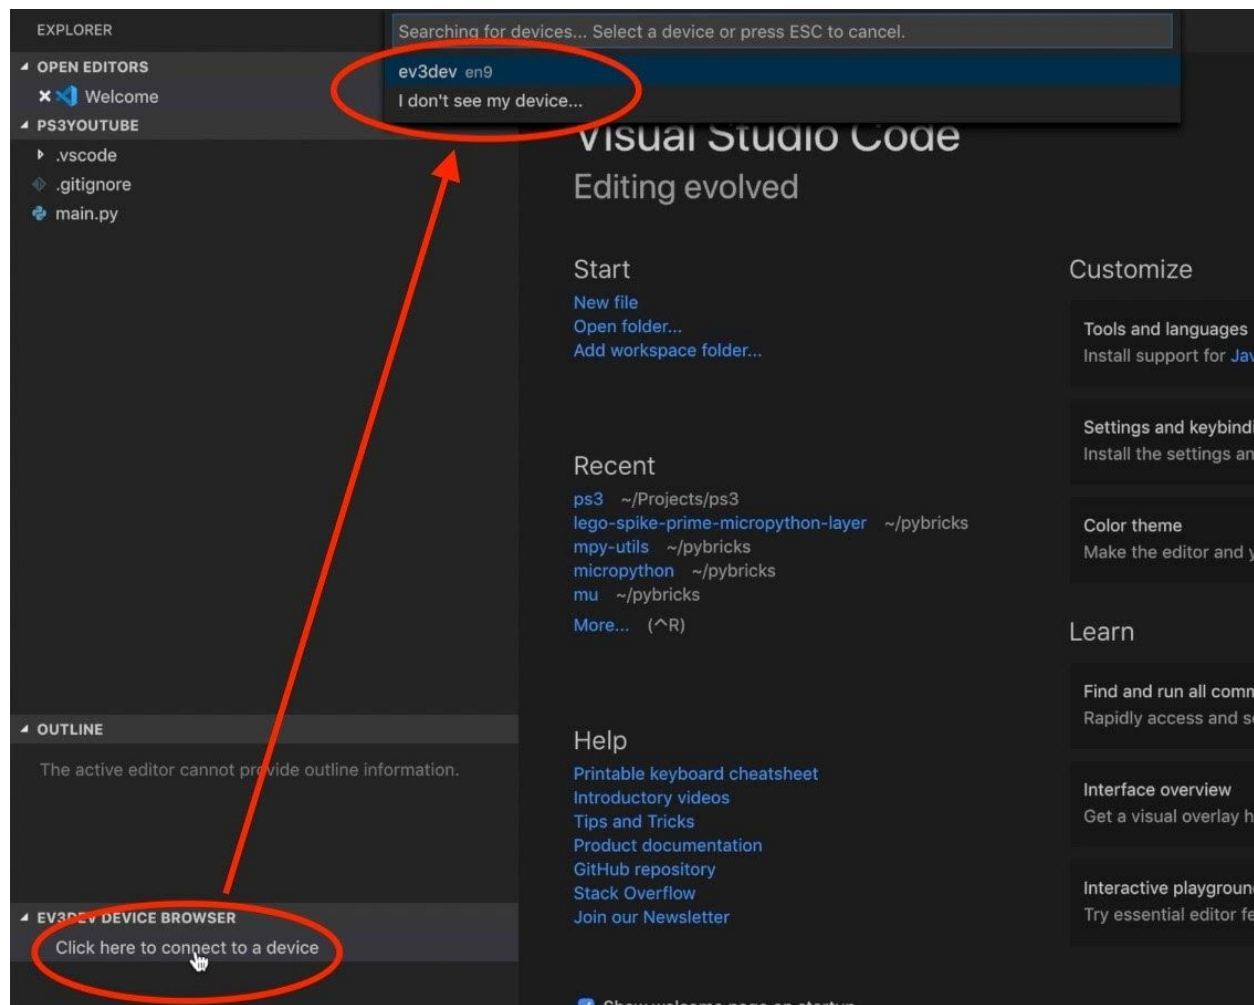 EXPLORER
Searching for devices... Select a device or press ESC to cancel.
ev3dev en9
I don't see my device...
OPEN EDITORS
Welcome
PS3YOUTUBE
.vscode
.gitignore
main.py
Visual Studio Code
Editing evolved
Start
New file
Open folder...
Add workspace folder...
Recent
ps3 ~/Projects/ps3
lego-spike-prime-micropython-layer ~/pybricks
mpy-utils ~/pybricks
micropython ~/pybricks
mu ~/pybricks
More... (^R)
Help
Printable keyboard cheatsheet
Introductory videos
Tips and Tricks
Product documentation
GitHub repository
Stack Overflow
Join our Newsletter
Show welcome page on startup
Customize
Tools and languages
Install support for Jav
Settings and keybindi
Install the settings an
Color theme
Make the editor and y
Learn
Find and run all comm
Rapidly access and se
Interface overview
Get a visual overlay h
Interactive playground
Try essential editor fe
OUTLINE
The active editor cannot provide outline information.
EV3DEV DEVICE BROWSER
Click here to connect to a device